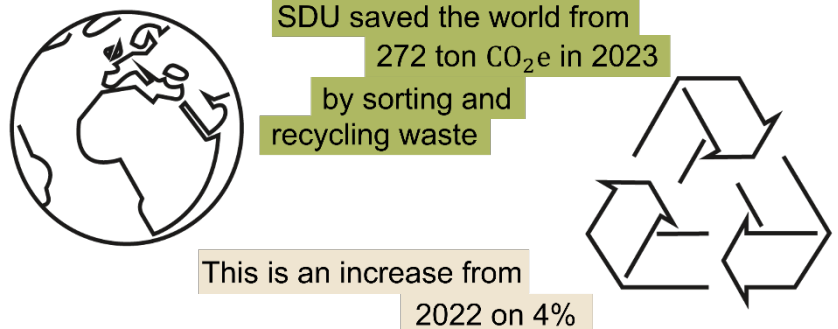 SDU saved the world from
272 ton CO₂e in 2023
by sorting and
recycling waste
This is an increase from
2022 on 4%